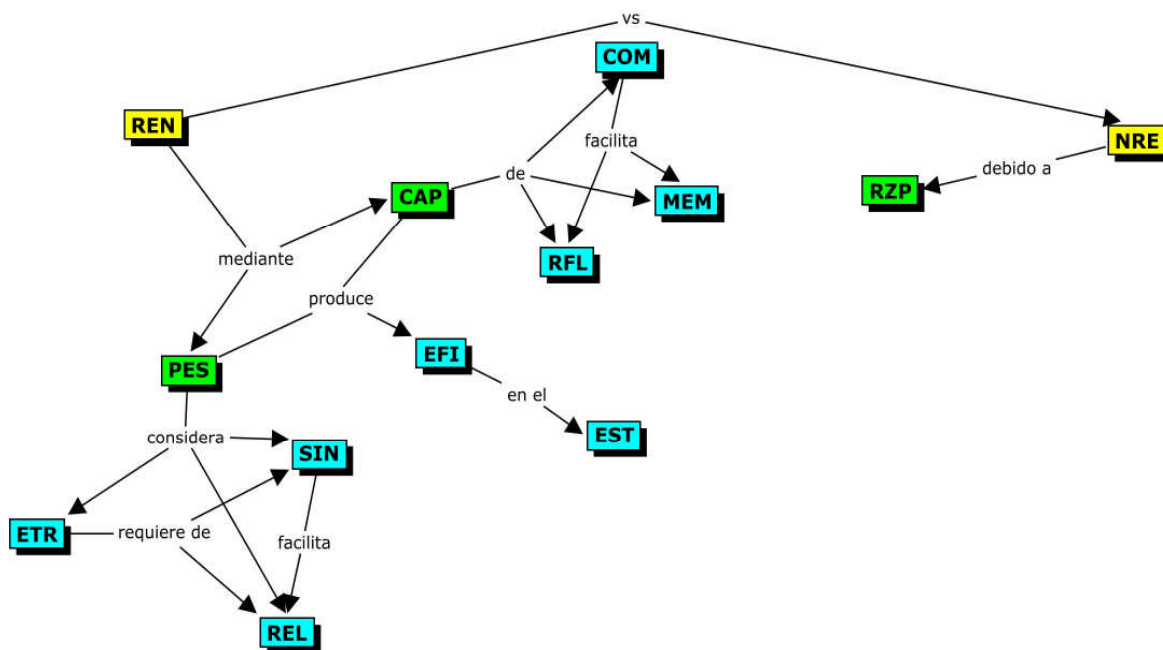 vs
COM
REN
facilita
NRE
debido a
de
CAP
RZP
MEM
mediante
RFL
produce
EFI
PES
en el
considera
EST
SIN
ETR
requiere de
facilita
REL